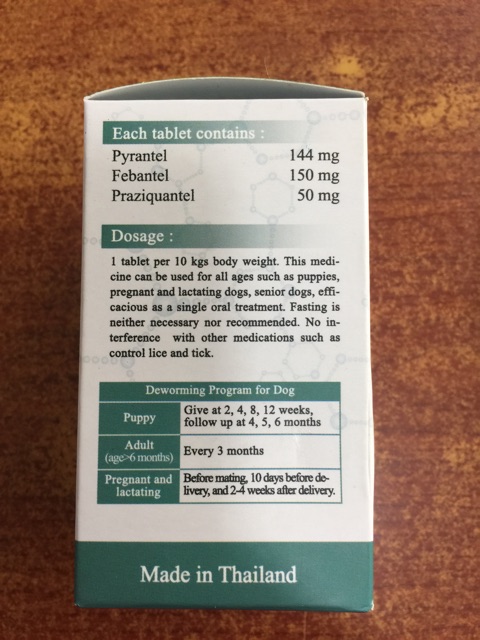 Each tablet contains :
Pyrantel 144 mg
Febantel 150 mg
Praziquantel 50 mg
Dosage :
1 tablet per 10 kgs body weight. This medi-
cine can be used for all ages such as puppies,
pregnant and lactating dogs, senior dogs, effi-
cacious as a single oral treatment. Fasting is
neither necessary nor recommended. No in-
terference with other medications such as
control lice and tick.
Deworming Program for Dog
Puppy
Give at 2, 4, 8, 12 weeks,
follow up at 4, 5, 6 months
Adult
(age>6 months)
Every 3 months
Pregnant and
lactating
Before mating, 10 days before de-
livery, and 2-4 weeks after delivery.
Made in Thailand